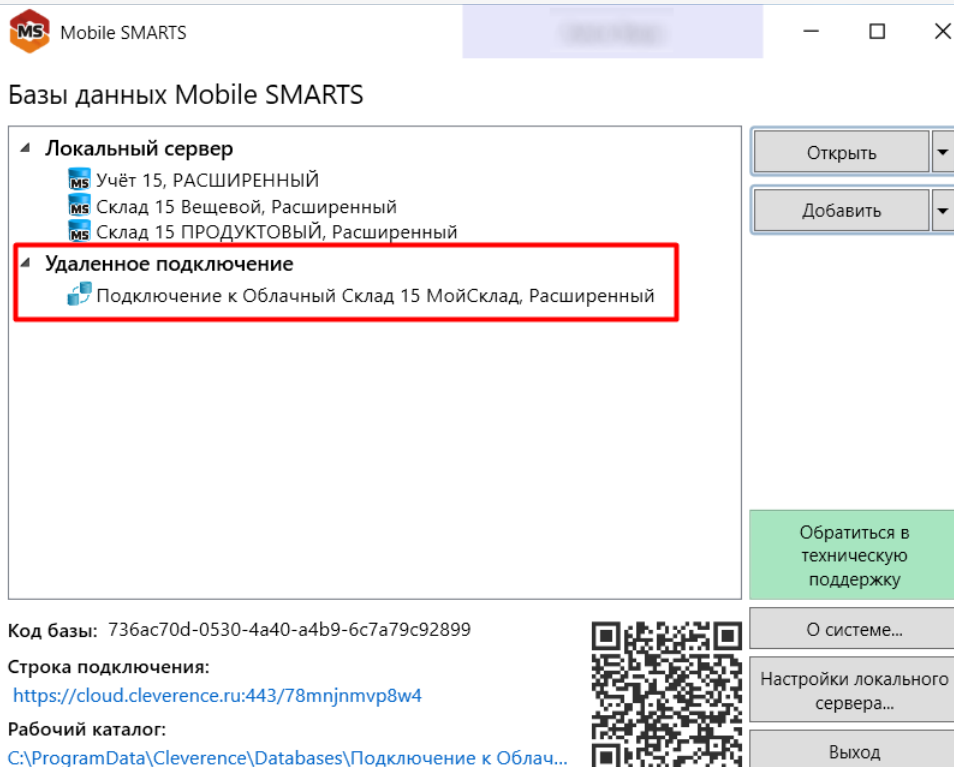 MS Mobile SMARTS
Базы данных Mobile SMARTS
Локальный сервер
MS Учёт 15, РАСШИРЕННЫЙ
MS Склад 15 Вещевой, Расширенный
MS Склад 15 ПРОДУКТОВЫЙ, Расширенный
Удаленное подключение
Подключение к Облачный Склад 15 МойСклад, Расширенный
Открыть
Добавить
Обратиться в
техническую
поддержку
О системе...
Настройки локального
сервера...
Выход
Код базы: 736ac70d-0530-4a40-a4b9-6c7a79c92899
Строка подключения:
https://cloud.cleverence.ru:443/78mnjnmvp8w4
Рабочий каталог:
C:\ProgramData\Cleverence\Databases\Подключение к Облач...